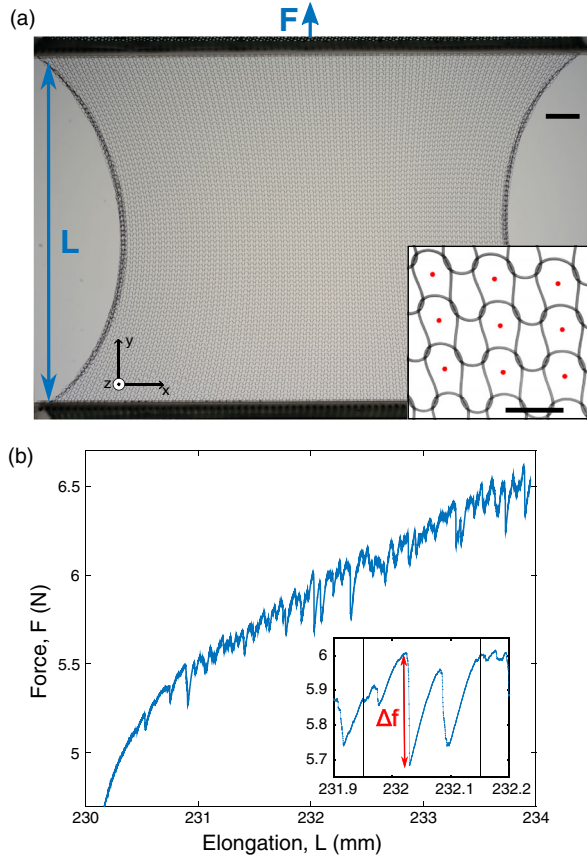 (a)
F
L
y
z
x
(b)
Force, F (N)
6.5
6
5.5
5
230
231
232
233
234
Elongation, L (mm)
6
5.9
5.8
5.7
Δf
231.9
232
232.1
232.2